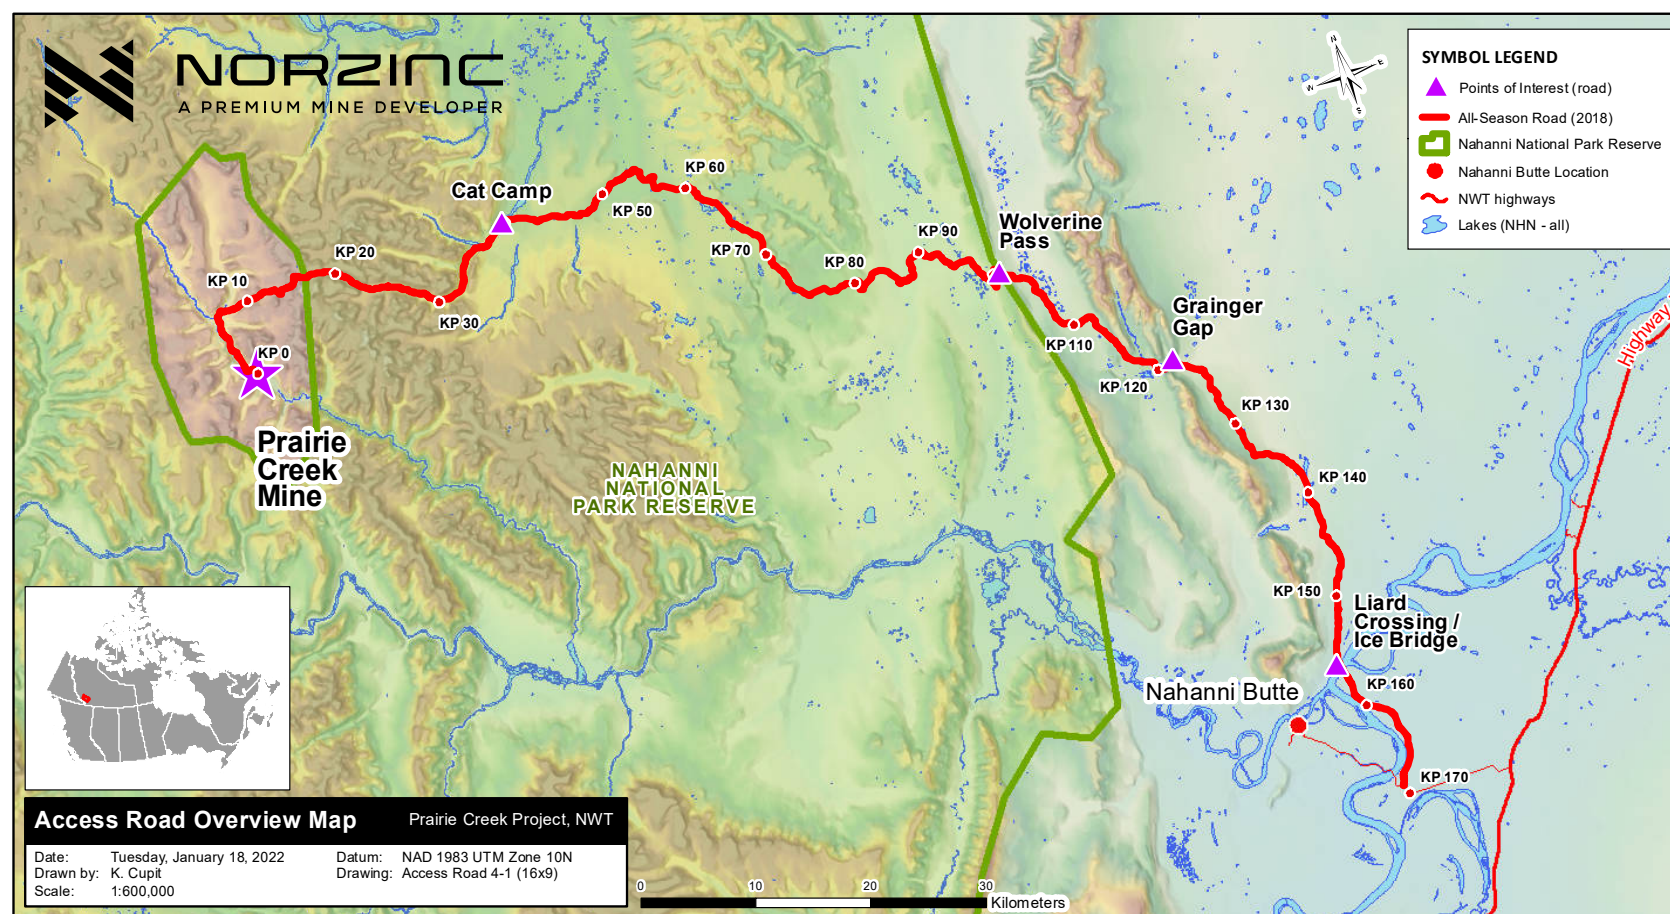 NORZINC
A PREMIUM MINE DEVELOPER
N
E
S
W
SYMBOL LEGEND
Points of Interest (road)
All-Season Road (2018)
Nahanni National Park Reserve
Nahanni Butte Location
NWT highways
Lakes (NHN - all)
Cat Camp
KP 60
KP 50
Wolverine
Pass
KP 90
KP 20
KP 70
KP 80
KP 10
KP 30
Grainger
Gap
Highway
KP 110
KP 0
KP 120
KP 130
Prairie
Creek
Mine
NAHANNI
NATIONAL
PARK RESERVE
KP 140
KP 150
Liard
Crossing /
Ice Bridge
KP 160
Nahanni Butte
KP 170
Access Road Overview Map
Prairie Creek Project, NWT
Date: Tuesday, January 18, 2022
Datum: NAD 1983 UTM Zone 10N
Drawn by: K. Cupit
Drawing: Access Road 4-1 (16x9)
Scale: 1:600,000
0 10 20 30
Kilometers